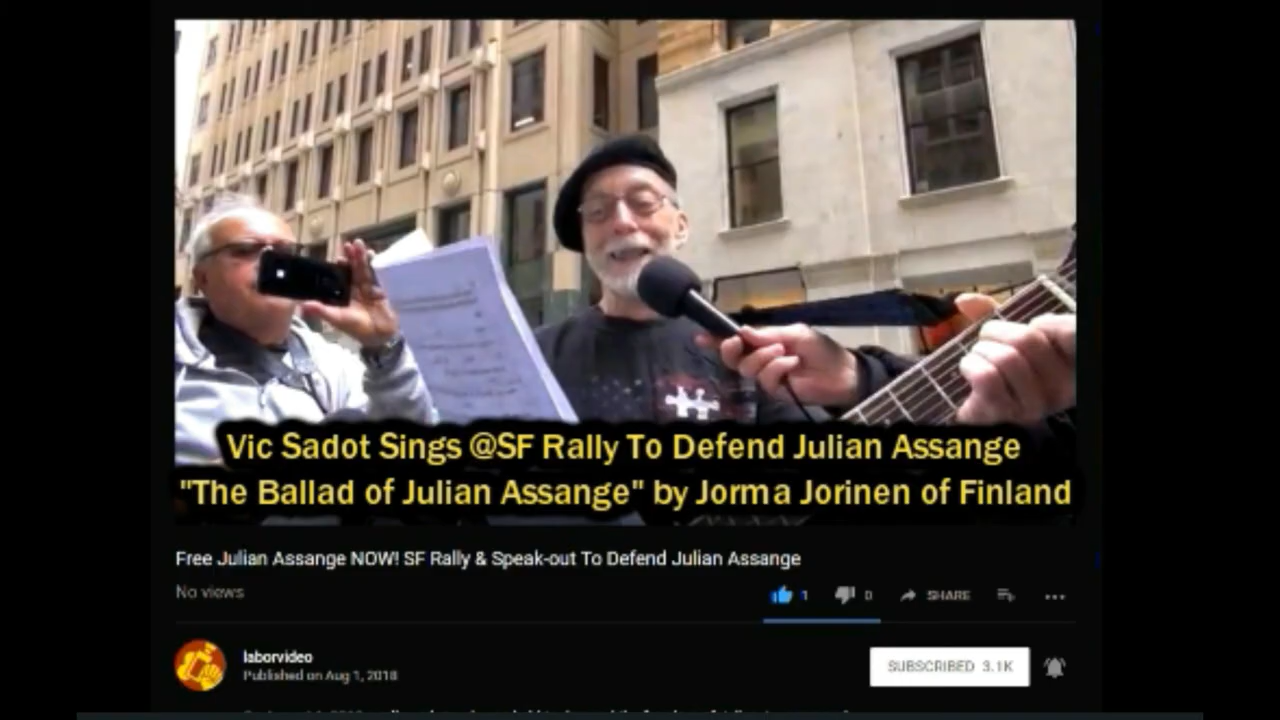 Vic Sadot Sings @SF Rally To Defend Julian Assange
"The Ballad of Julian Assange" by Jorma Jorinen of Finland
Free Julian Assange NOW! SF Rally & Speak-out To Defend Julian Assange
No views
1 0 SHARE
laborvideo
Published on Aug 1, 2018
SUBSCRIBED 3.1K